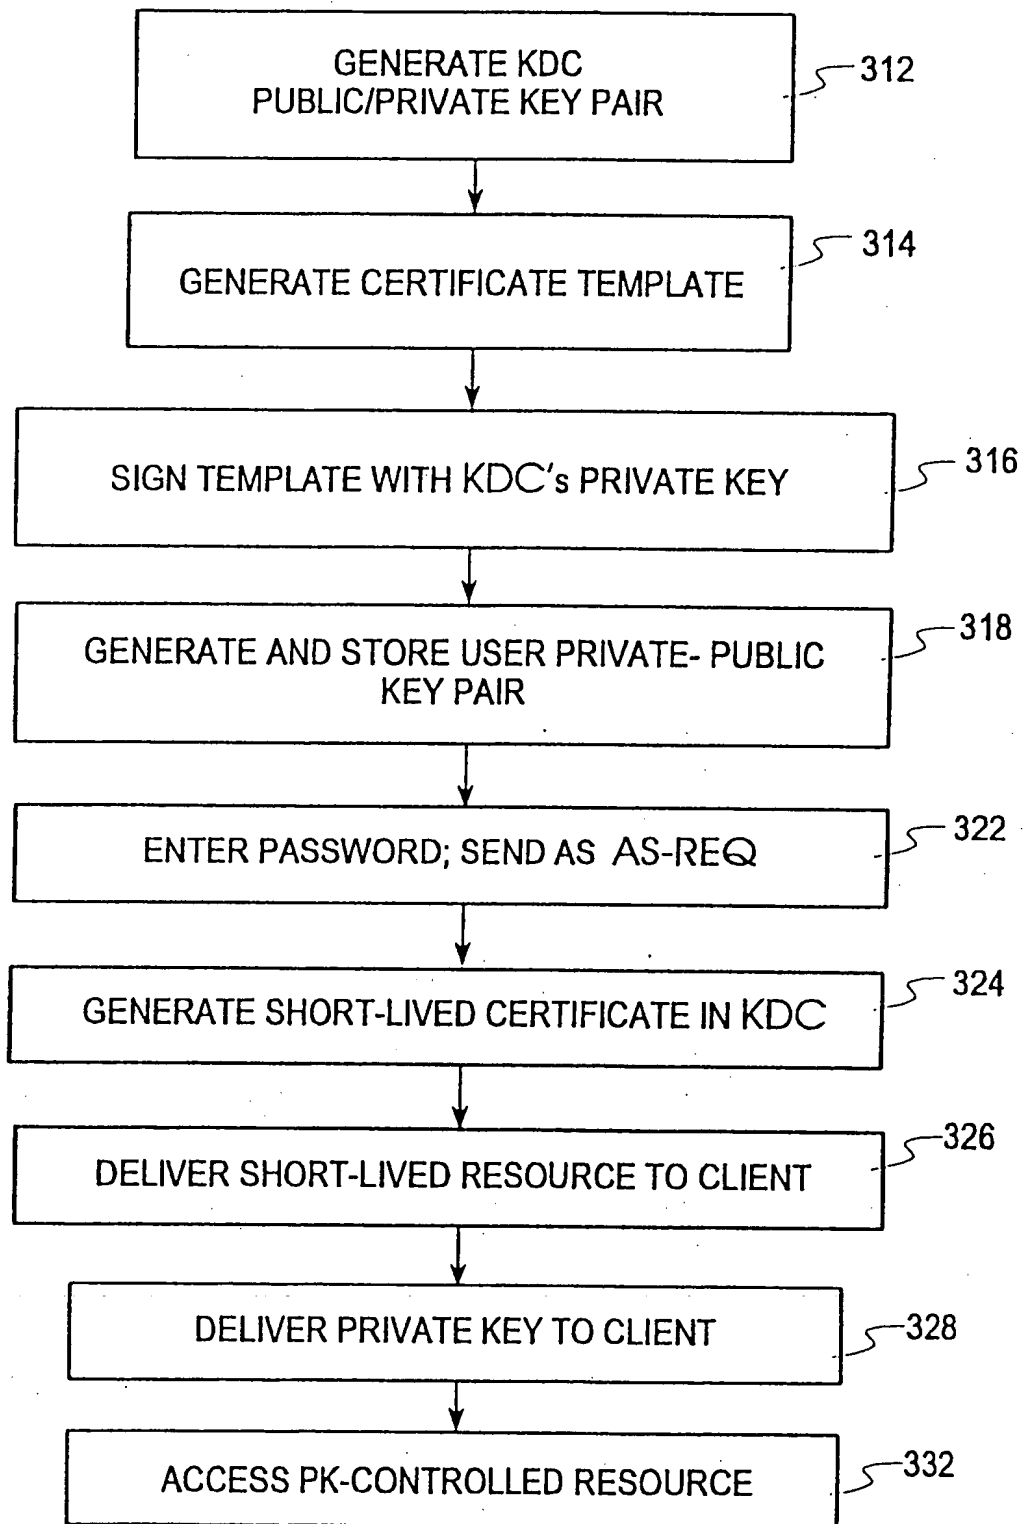 GENERATE KDC
PUBLIC/PRIVATE KEY PAIR
312
GENERATE CERTIFICATE TEMPLATE
314
SIGN TEMPLATE WITH KDC's PRIVATE KEY
316
GENERATE AND STORE USER PRIVATE- PUBLIC
KEY PAIR
318
ENTER PASSWORD; SEND AS AS-REQ
322
GENERATE SHORT-LIVED CERTIFICATE IN KDC
324
DELIVER SHORT-LIVED RESOURCE TO CLIENT
326
DELIVER PRIVATE KEY TO CLIENT
328
ACCESS PK-CONTROLLED RESOURCE
332